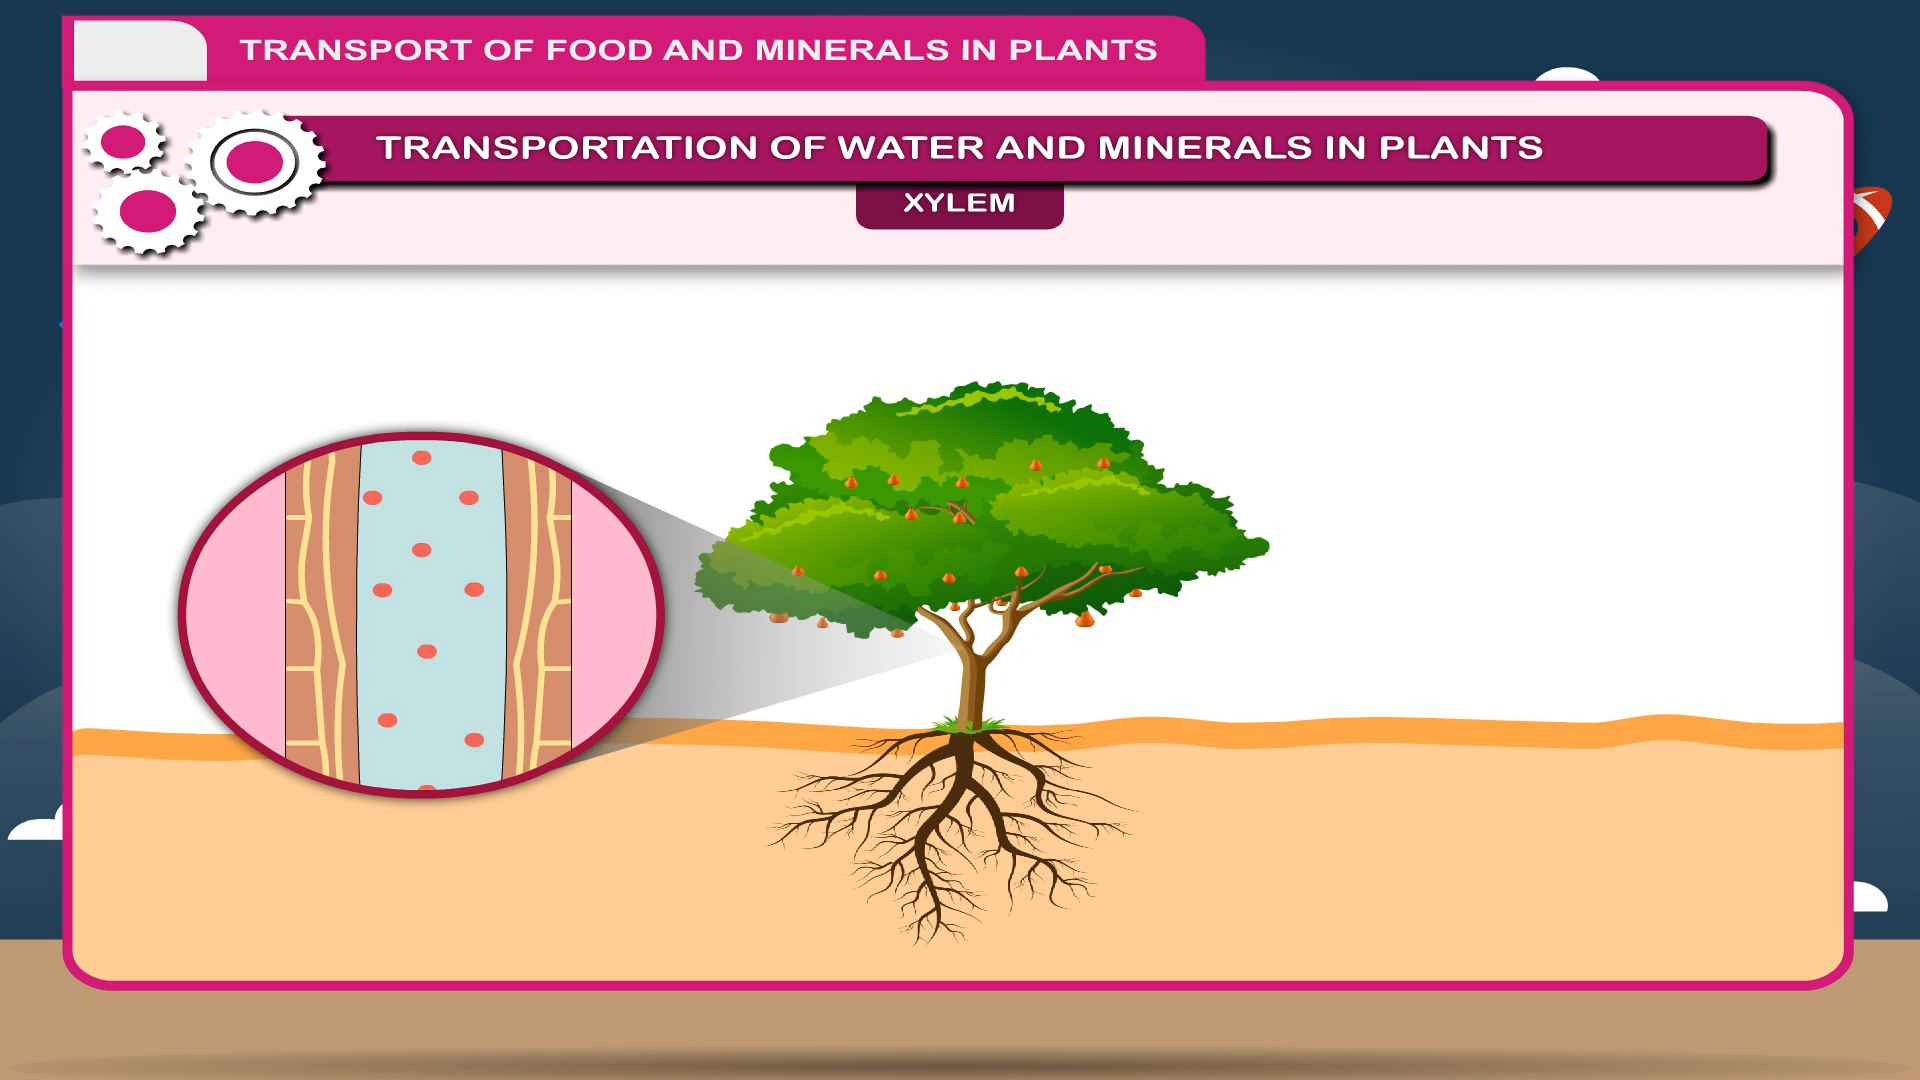 TRANSPORT OF FOOD AND MINERALS IN PLANTS
TRANSPORTATION OF WATER AND MINERALS IN PLANTS
XYLEM